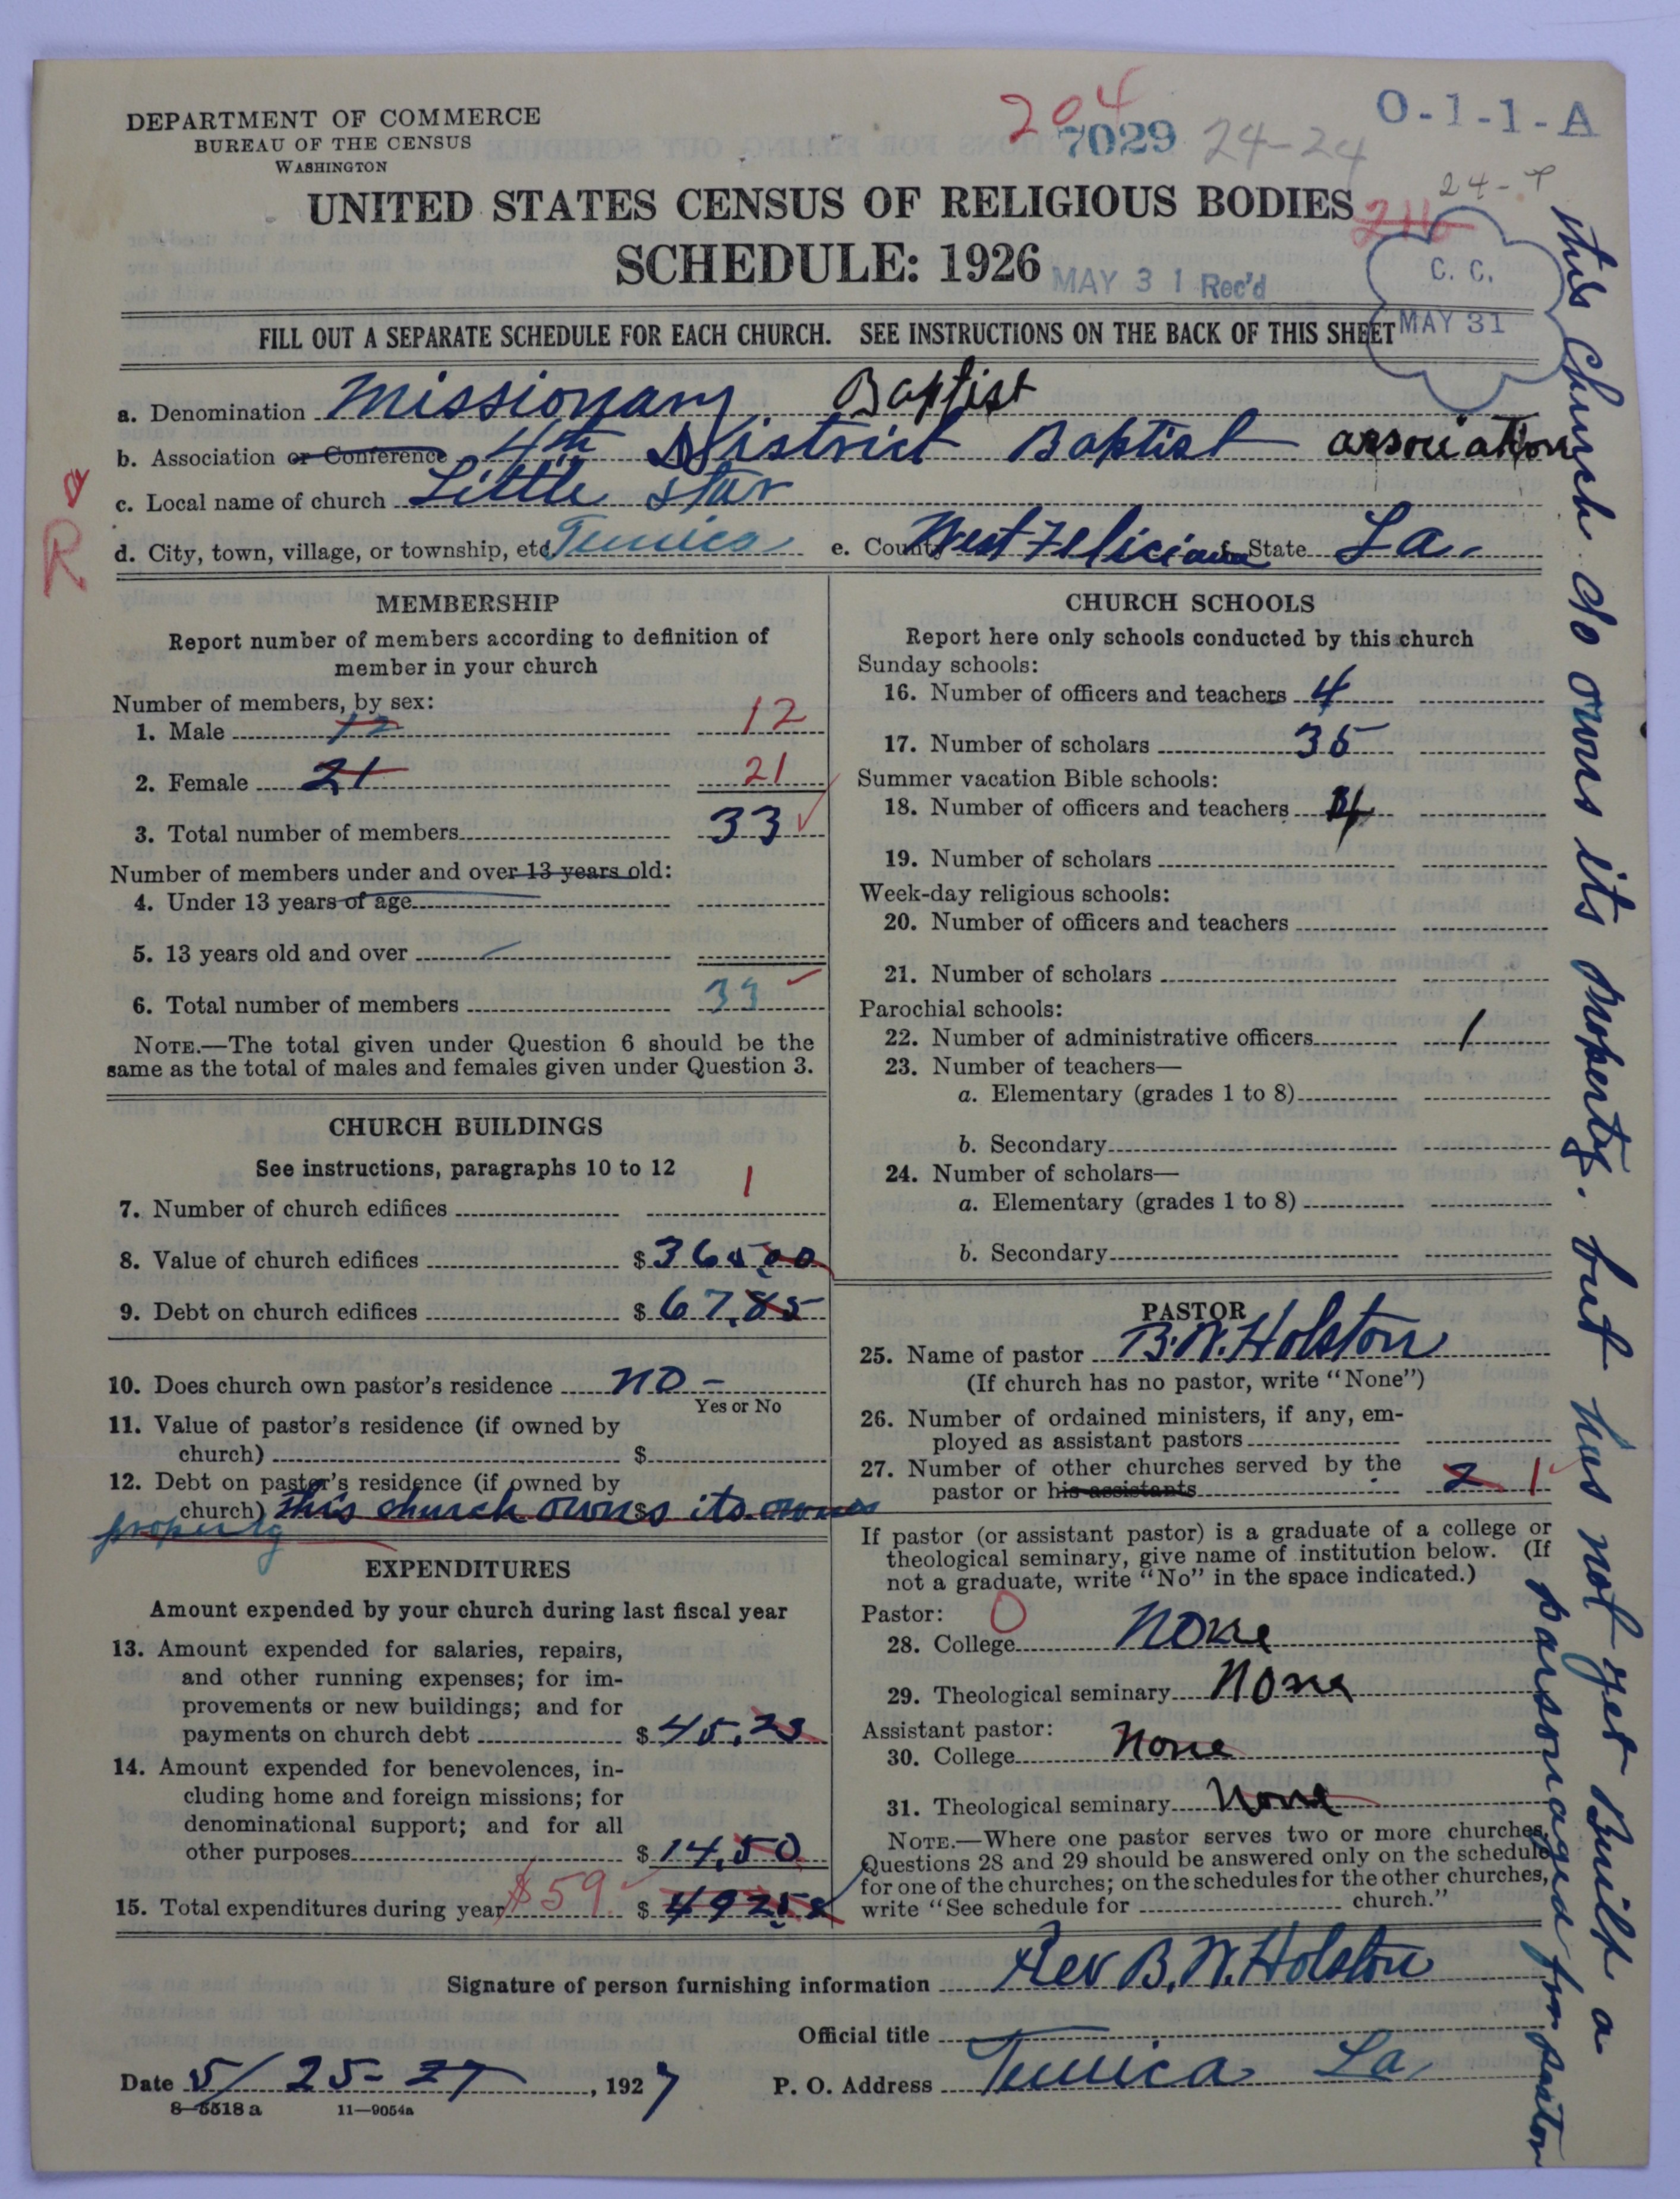 DEPARTMENT OF COMMERCE
BUREAU OF THE CENSUS
WASHINGTON
204
7029
24-24
O-1-1-A
UNITED STATES CENSUS OF RELIGIOUS BODIES
SCHEDULE: 1926
MAY 31 Rec'd
C. C.
MAY 31
FILL OUT A SEPARATE SCHEDULE FOR EACH CHURCH. SEE INSTRUCTIONS ON THE BACK OF THIS SHEET
a. Denomination Missionary Baptist
b. Association or Conference 4th District Baptist association
c. Local name of church Little Star
d. City, town, village, or township, etc. Tunica e. County West Feliciana State La.
R
MEMBERSHIP
Report number of members according to definition of
member in your church
Number of members, by sex:
1. Male 12 12
2. Female 21 21
3. Total number of members 33
Number of members under and over 13 years old:
4. Under 13 years of age
5. 13 years old and over
6. Total number of members 33
NOTE.—The total given under Question 6 should be the
same as the total of males and females given under Question 3.
CHURCH BUILDINGS
See instructions, paragraphs 10 to 12
7. Number of church edifices 1
8. Value of church edifices $
9. Debt on church edifices $ 67.85
10. Does church own pastor's residence no -
Yes or No
11. Value of pastor's residence (if owned by
church) $
12. Debt on pastor's residence (if owned by
church) $ this church owns its own
property
EXPENDITURES
Amount expended by your church during last fiscal year
13. Amount expended for salaries, repairs,
and other running expenses; for im-
provements or new buildings; and for
payments on church debt $ 45.23
14. Amount expended for benevolences, in-
cluding home and foreign missions; for
denominational support; and for all
other purposes $ 14.50
15. Total expenditures during year $59 $
CHURCH SCHOOLS
Report here only schools conducted by this church
Sunday schools:
16. Number of officers and teachers 4
17. Number of scholars 35
Summer vacation Bible schools:
18. Number of officers and teachers
19. Number of scholars
Week-day religious schools:
20. Number of officers and teachers
21. Number of scholars
Parochial schools:
22. Number of administrative officers 1
23. Number of teachers—
a. Elementary (grades 1 to 8)
b. Secondary
24. Number of scholars—
a. Elementary (grades 1 to 8)
b. Secondary
PASTOR
25. Name of pastor B. W. Holston
(If church has no pastor, write "None")
26. Number of ordained ministers, if any, em-
ployed as assistant pastors
27. Number of other churches served by the
pastor or his assistants 2 1
If pastor (or assistant pastor) is a graduate of a college or
theological seminary, give name of institution below. (If
not a graduate, write "No" in the space indicated.)
Pastor: O
28. College None
29. Theological seminary None
Assistant pastor:
30. College None
31. Theological seminary None
NOTE.—Where one pastor serves two or more churches,
Questions 28 and 29 should be answered only on the schedule
for one of the churches; on the schedules for the other churches,
write "See schedule for church."
Signature of person furnishing information Rev B. W. Holston
Official title
Date 5/25-27, 1927 P. O. Address Tunica La,
8-5518 a 11—9054a
this Church do owns its property. but has not yet Build a
parsonaged for pastor